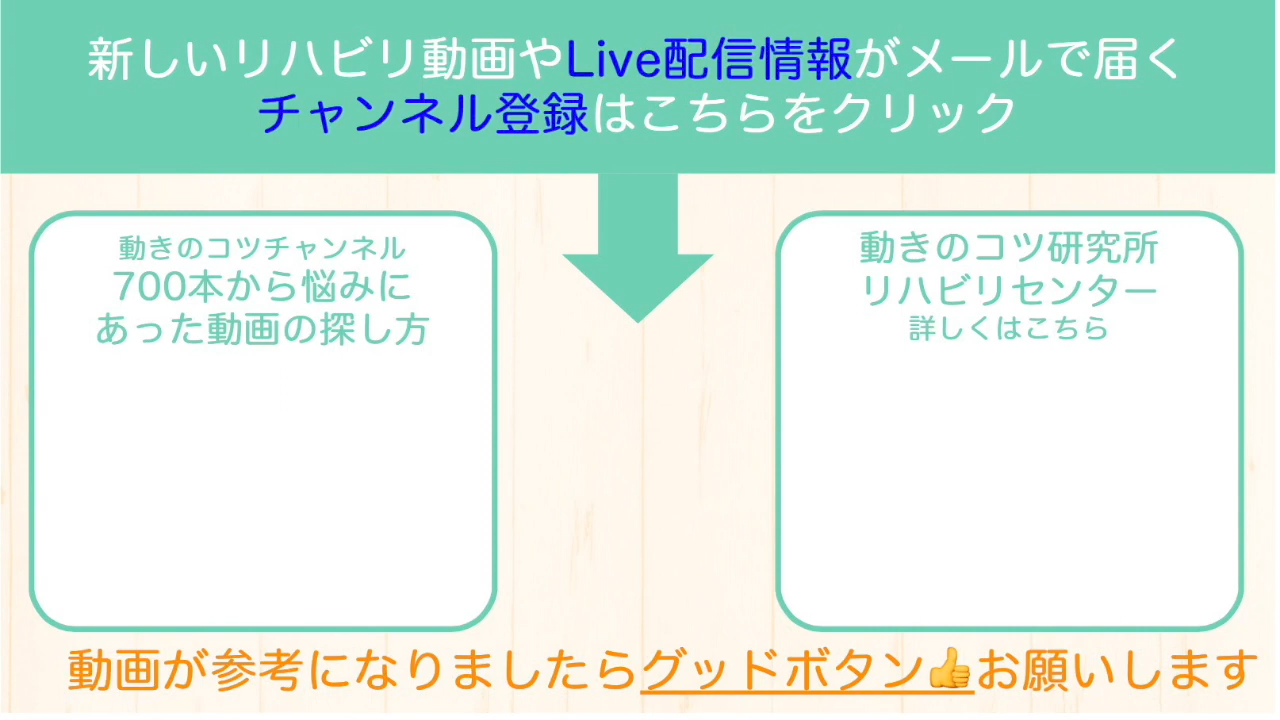 新しいリハビリ動画やLive配信情報がメールで届く
チャンネル登録はこちらをクリック
動きのコツチャンネル
700本から悩みに
あった動画の探し方
動きのコツ研究所
リハビリセンター
詳しくはこちら
動画が参考になりましたらグッドボタン👍お願いします